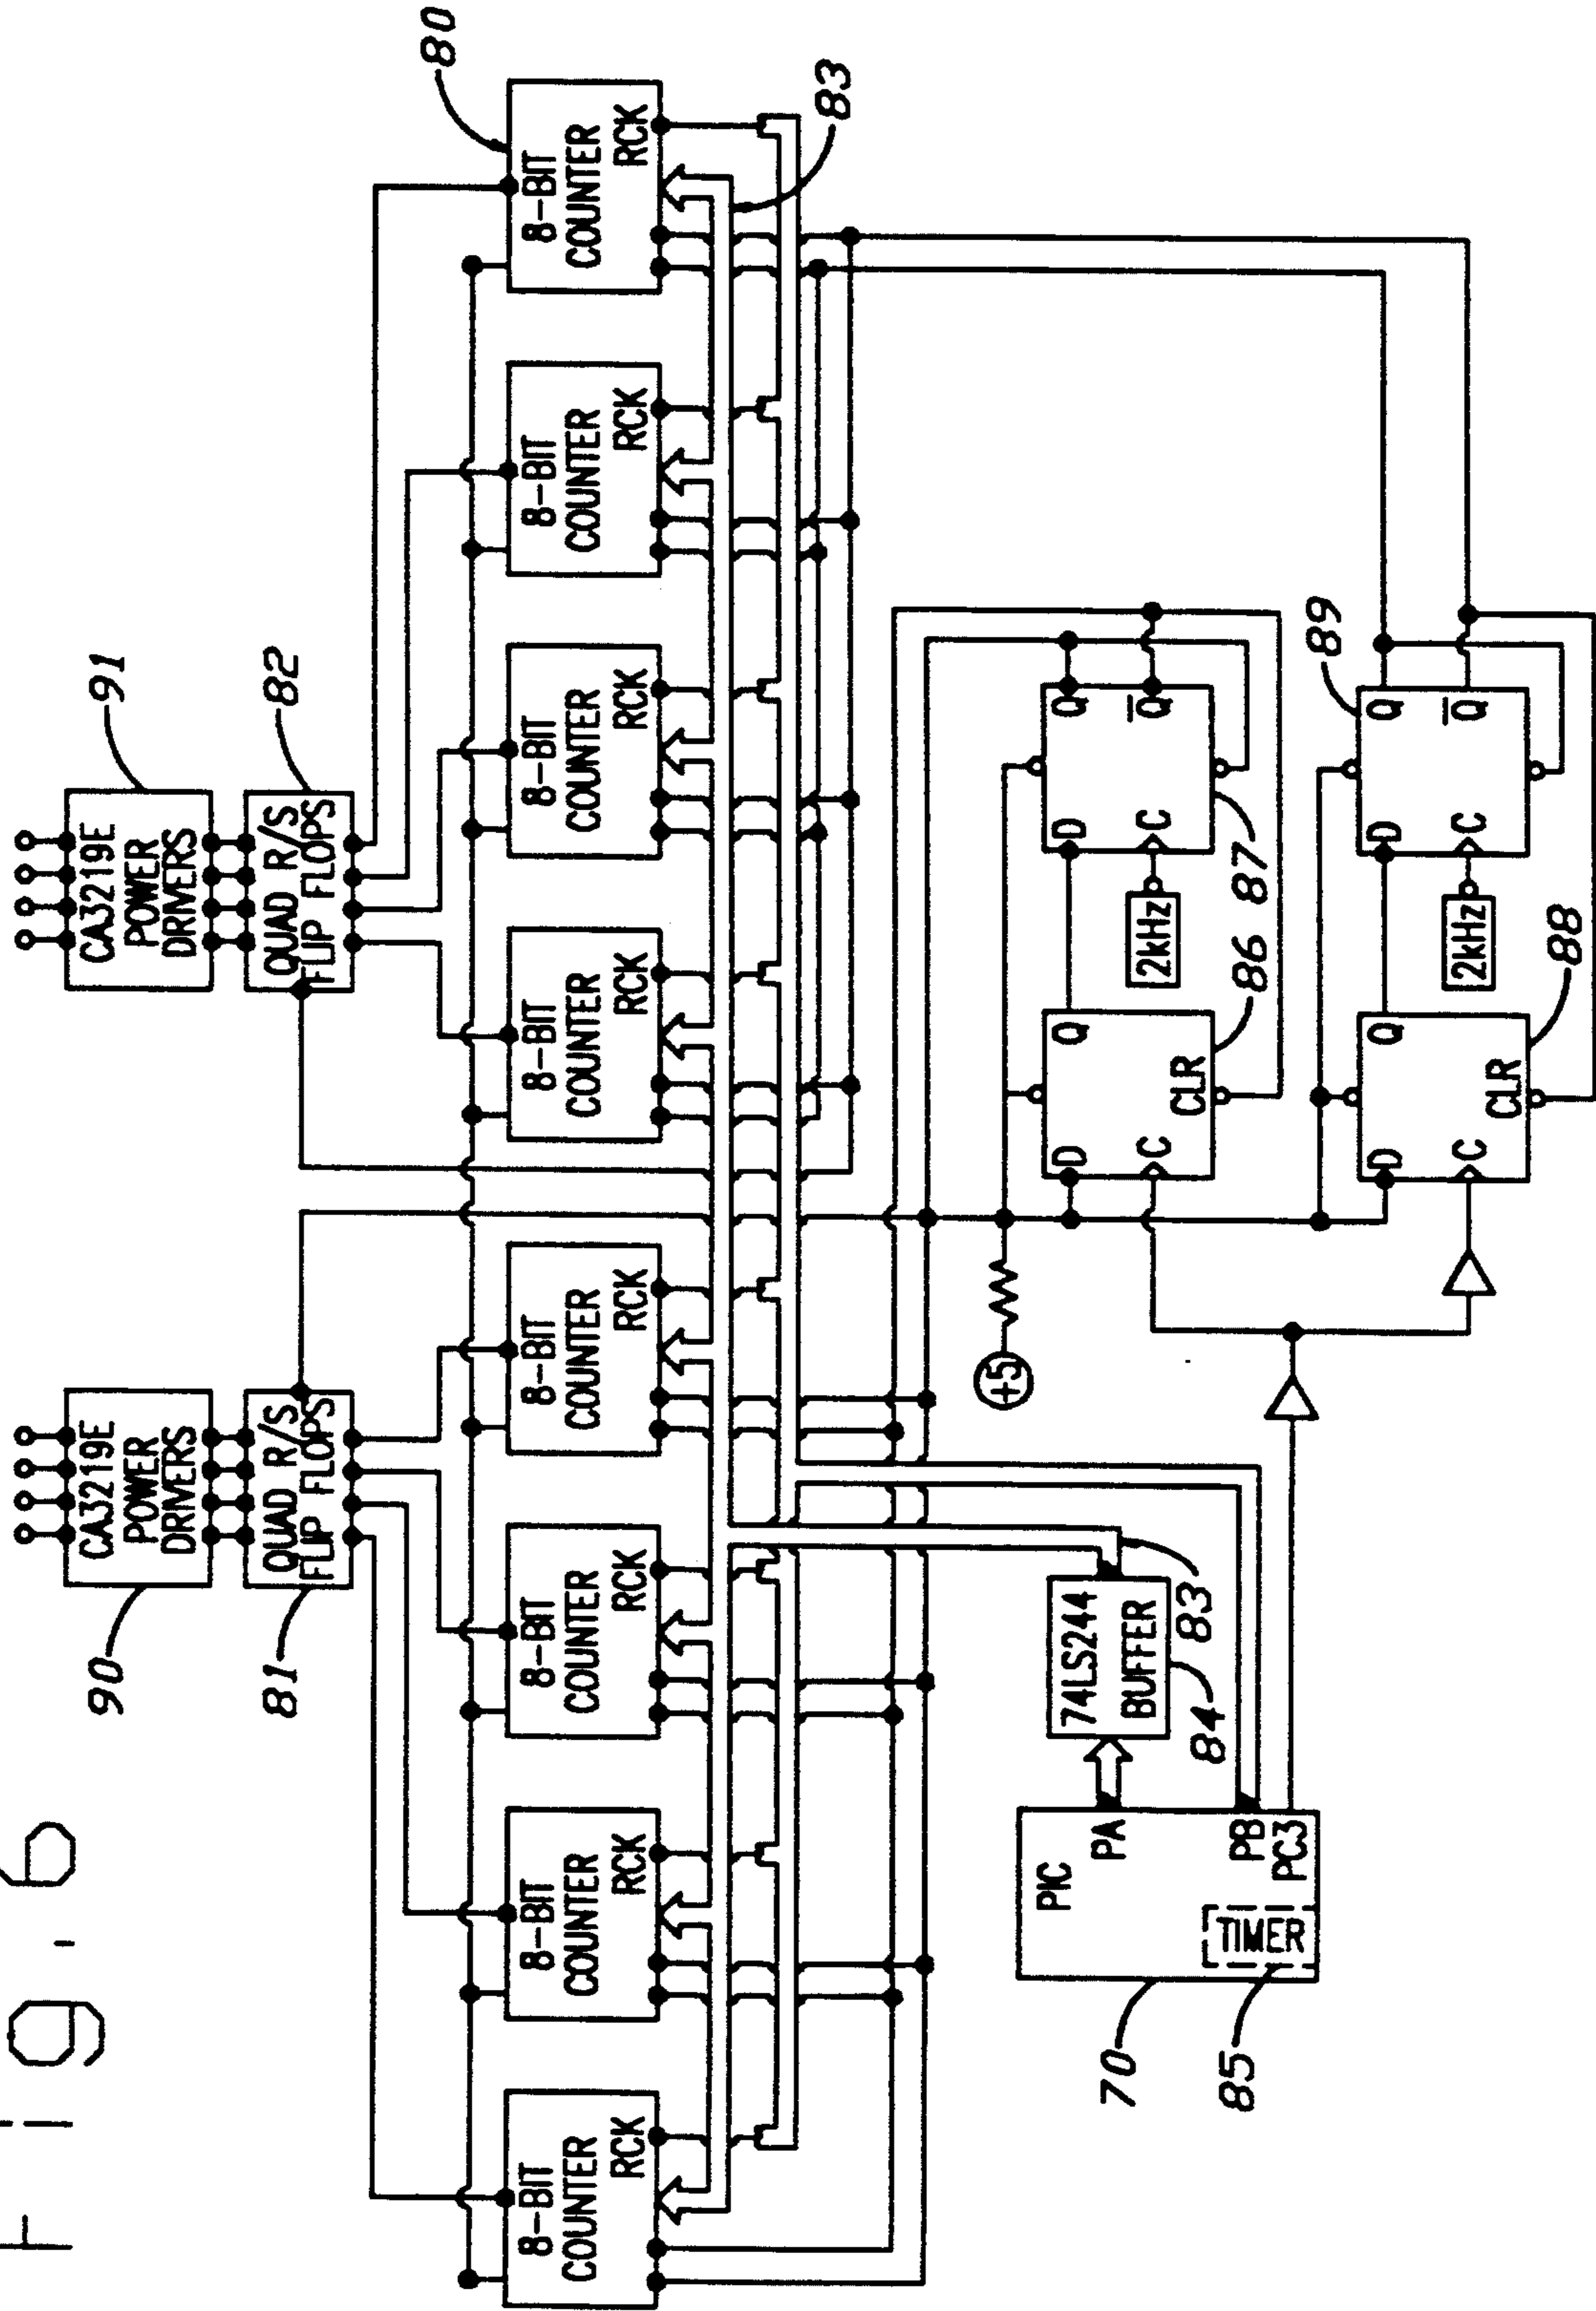 Fig. 6
90
CA3219E
POWER
DRIVERS
91
CA3219E
POWER
DRIVERS
81
QUAD R/S
FLIP FLOPS
82
QUAD R/S
FLIP FLOPS
80
8-BIT
COUNTER
RCK
8-BIT
COUNTER
RCK
8-BIT
COUNTER
RCK
8-BIT
COUNTER
RCK
8-BIT
COUNTER
RCK
8-BIT
COUNTER
RCK
8-BIT
COUNTER
RCK
8-BIT
COUNTER
RCK
83
+5
70
PIC
PA
PB
PC3
TIMER
85
74LS244
BUFFER
84
83
D
Q
C
CLR
86
2kHz
D
Q
C
Q̅
87
D
Q
C
CLR
88
2kHz
D
Q
C
Q̅
89